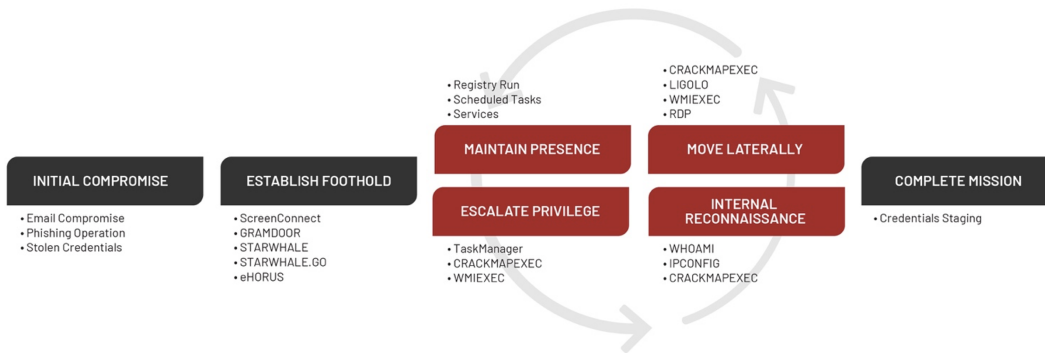 • Registry Run
• Scheduled Tasks
• Services
• CRACKMAPEXEC
• LIGOLO
• WMIEXEC
• RDP
INITIAL COMPROMISE
• Email Compromise
• Phishing Operation
• Stolen Credentials
ESTABLISH FOOTHOLD
• ScreenConnect
• GRAMDOOR
• STARWHALE
• STARWHALE.GO
• eHORUS
MAINTAIN PRESENCE
MOVE LATERALLY
ESCALATE PRIVILEGE
• TaskManager
• CRACKMAPEXEC
• WMIEXEC
INTERNAL
RECONNAISSANCE
• WHOAMI
• IPCONFIG
• CRACKMAPEXEC
COMPLETE MISSION
• Credentials Staging